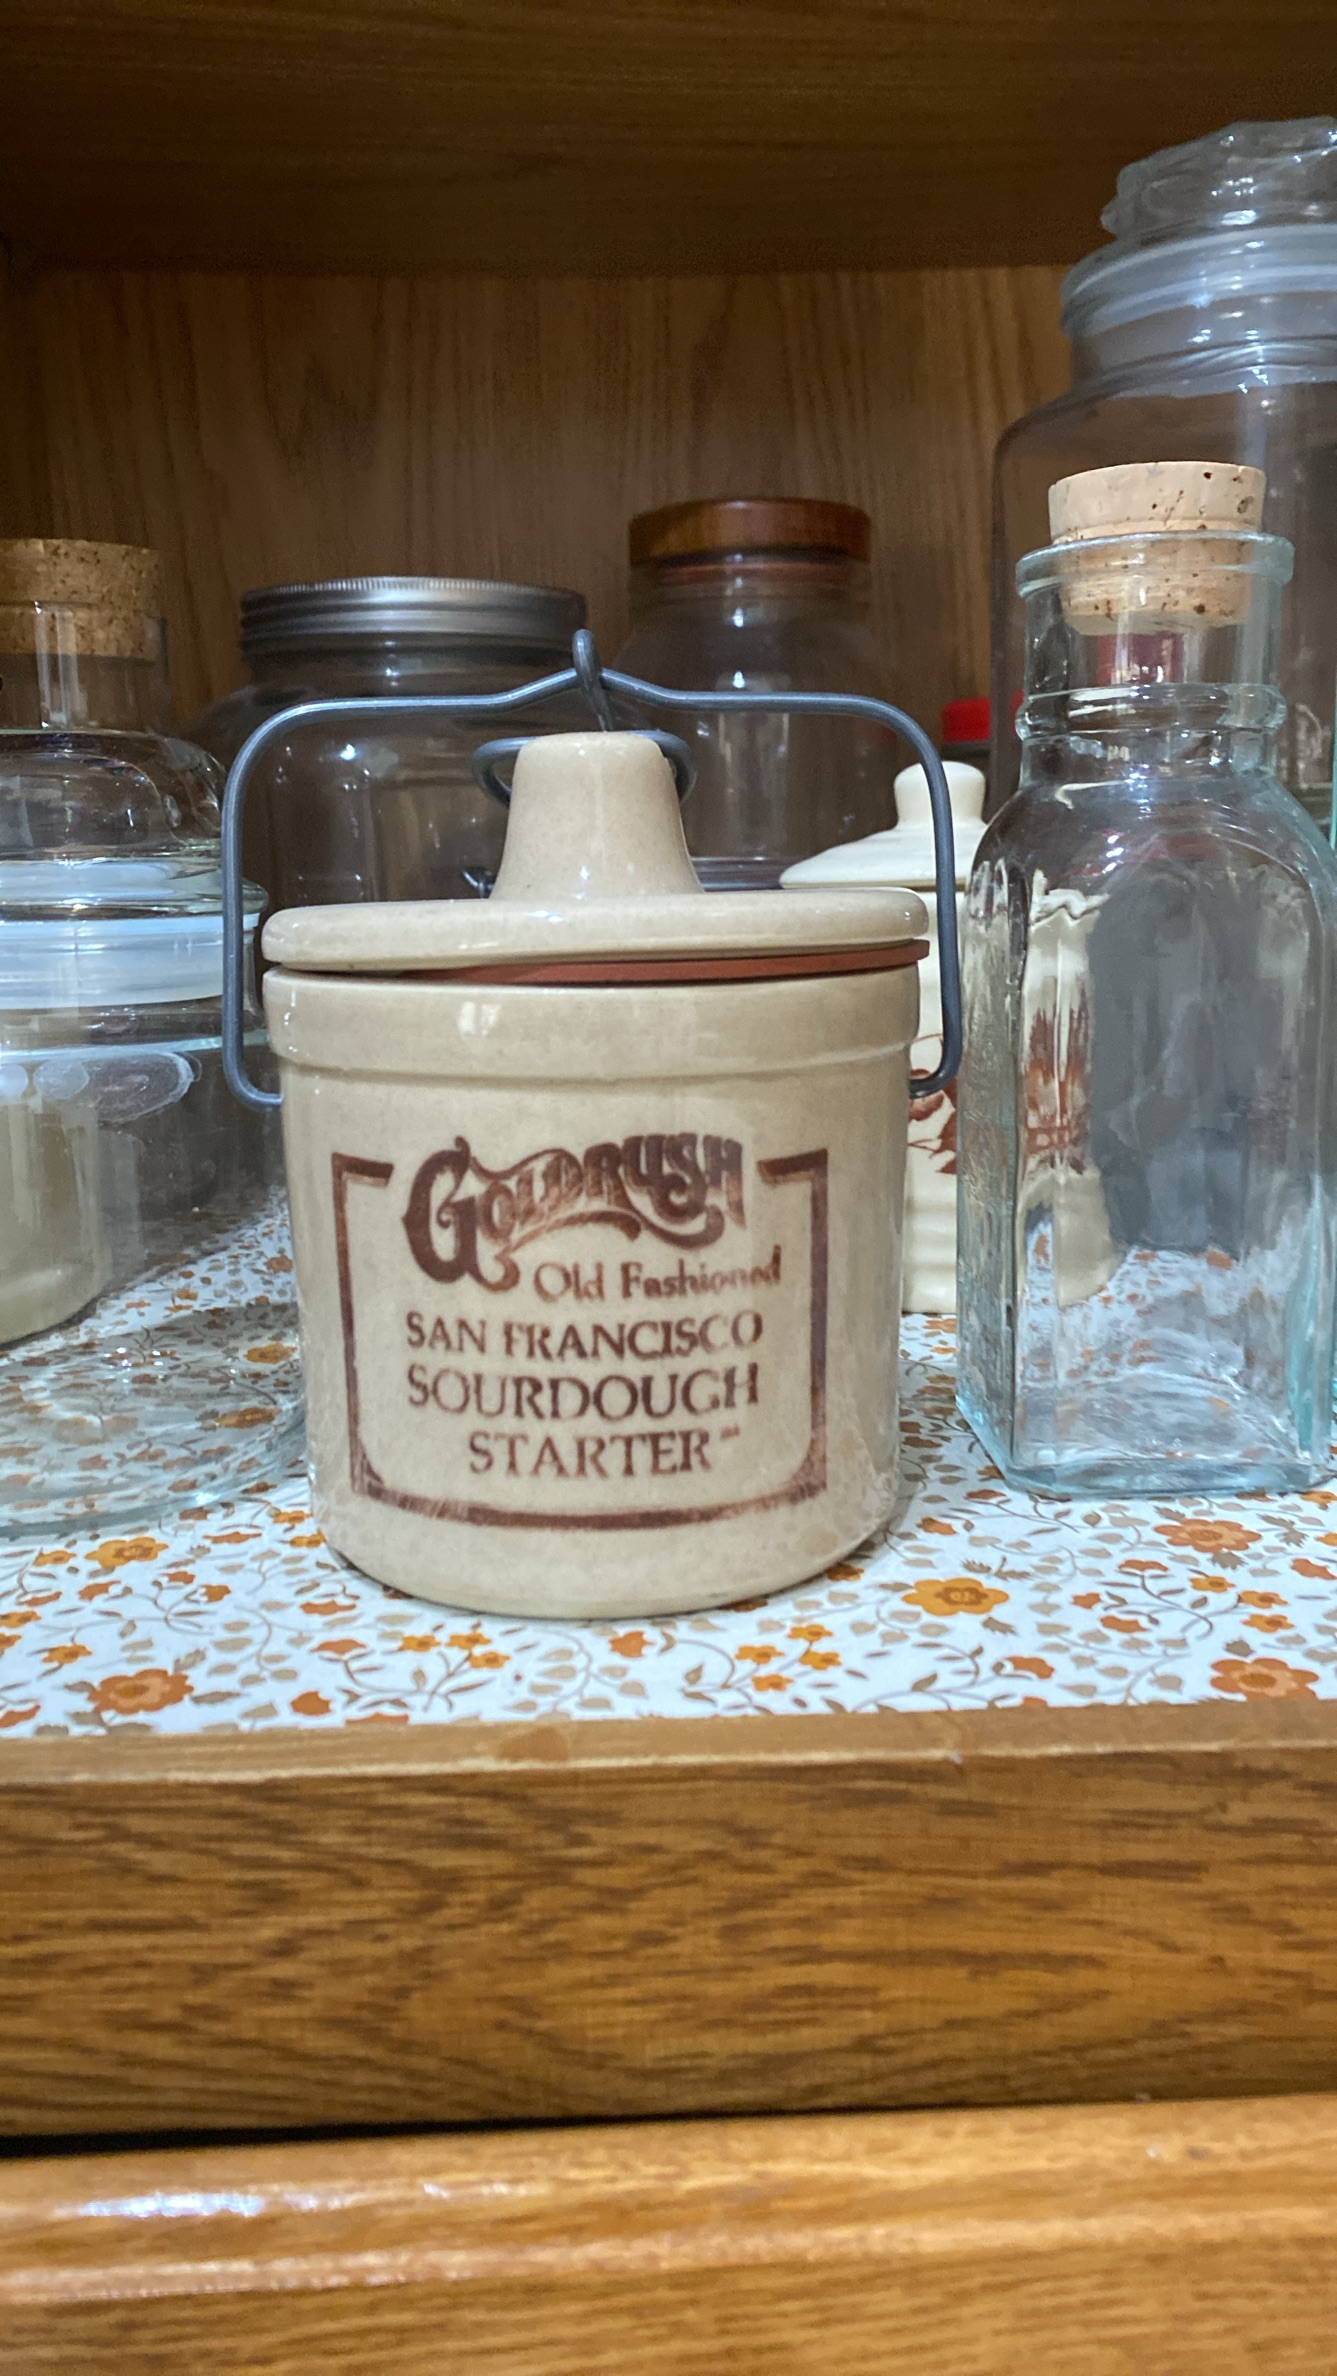 GOLDRUSH
Old Fashioned
SAN FRANCISCO
SOURDOUGH
STARTER